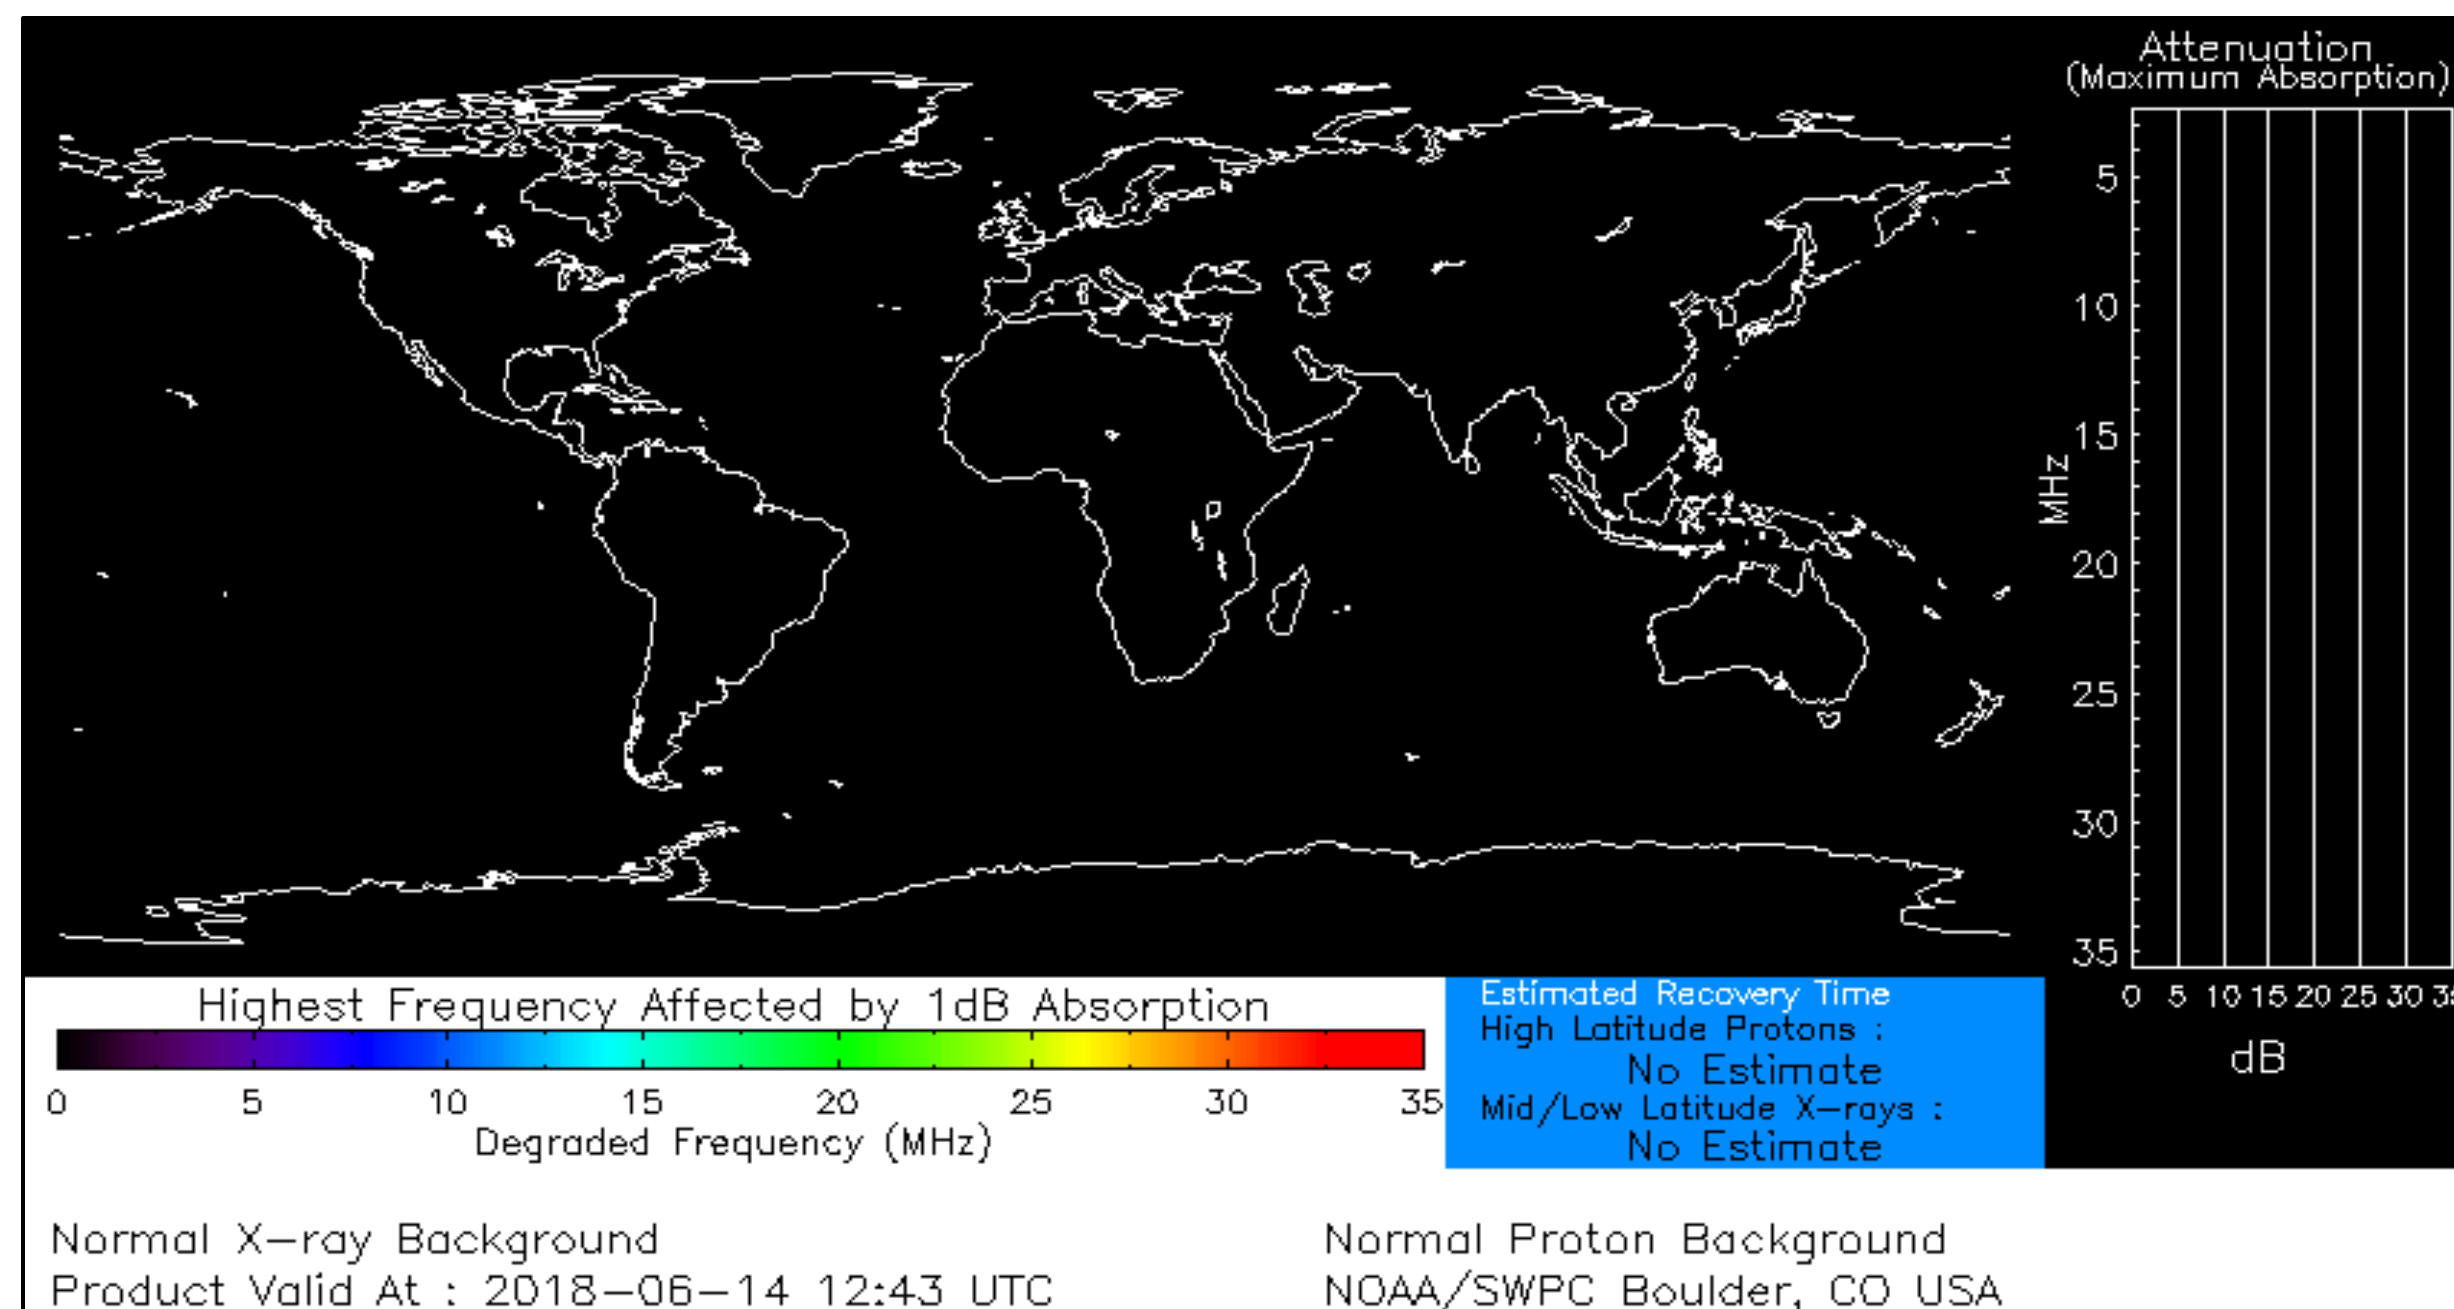 Attenuation
(Maximum Absorption)
5
10
15
20
25
30
35
MHz
0 5 10 15 20 25 30
dB
Highest Frequency Affected by 1dB Absorption
0 5 10 15 20 25 30 35
Degraded Frequency (MHz)
Estimated Recovery Time
High Latitude Protons :
No Estimate
Mid/Low Latitude X-rays :
No Estimate
Normal X-ray Background
Normal Proton Background
Product Valid At : 2018-06-14 12:43 UTC
NOAA/SWPC Boulder, CO USA